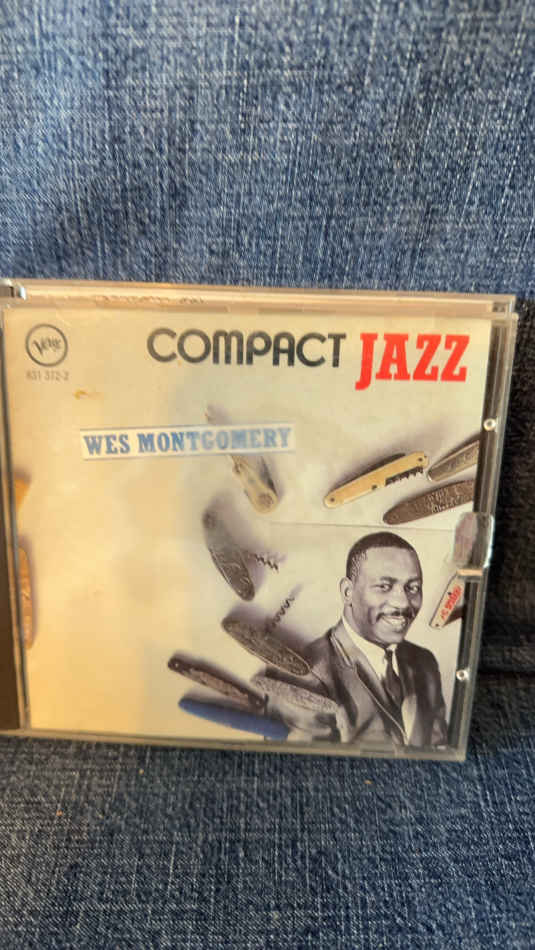 Verve
COMPACT JAZZ
831 372-2
WES MONTGOMERY